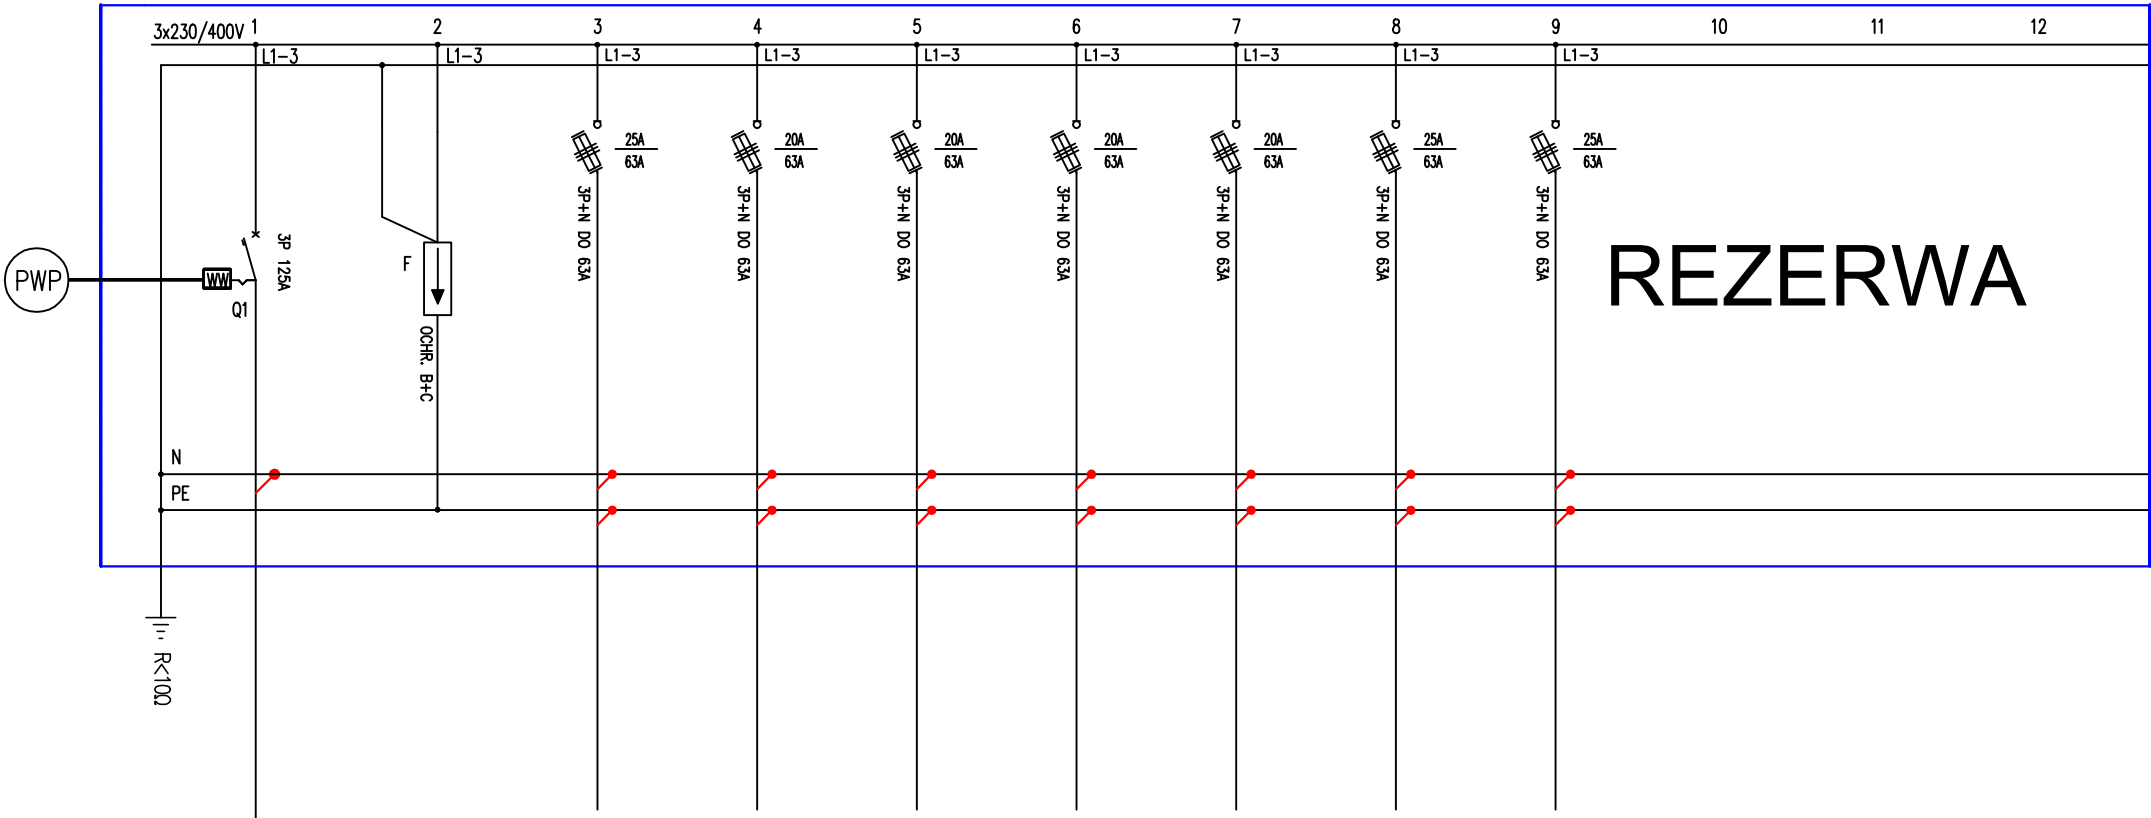 3x230/400V
1
2
3
4
5
6
7
8
9
10
11
12
L1-3
L1-3
L1-3
L1-3
L1-3
L1-3
L1-3
L1-3
L1-3
25A
63A
20A
63A
20A
63A
20A
63A
20A
63A
25A
63A
25A
63A
3P+N DO 63A
3P+N DO 63A
3P+N DO 63A
3P+N DO 63A
3P+N DO 63A
3P+N DO 63A
3P+N DO 63A
PWP
WW
Q1
3P 125A
F
OCHR. B+C
REZERWA
N
PE
R<10Ω